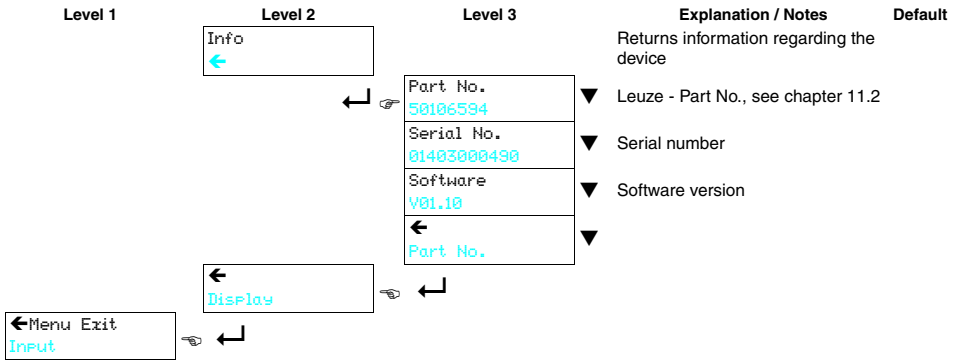 Level 1 Level 2 Level 3 Explanation / Notes Default
Info
←
Returns information regarding the
device
Part No.
50106594
▼ Leuze - Part No., see chapter 11.2
Serial No.
01403000490
▼ Serial number
Software
V01.10
▼ Software version
←
Part No.
▼
←
Display
←Menu Exit
Input